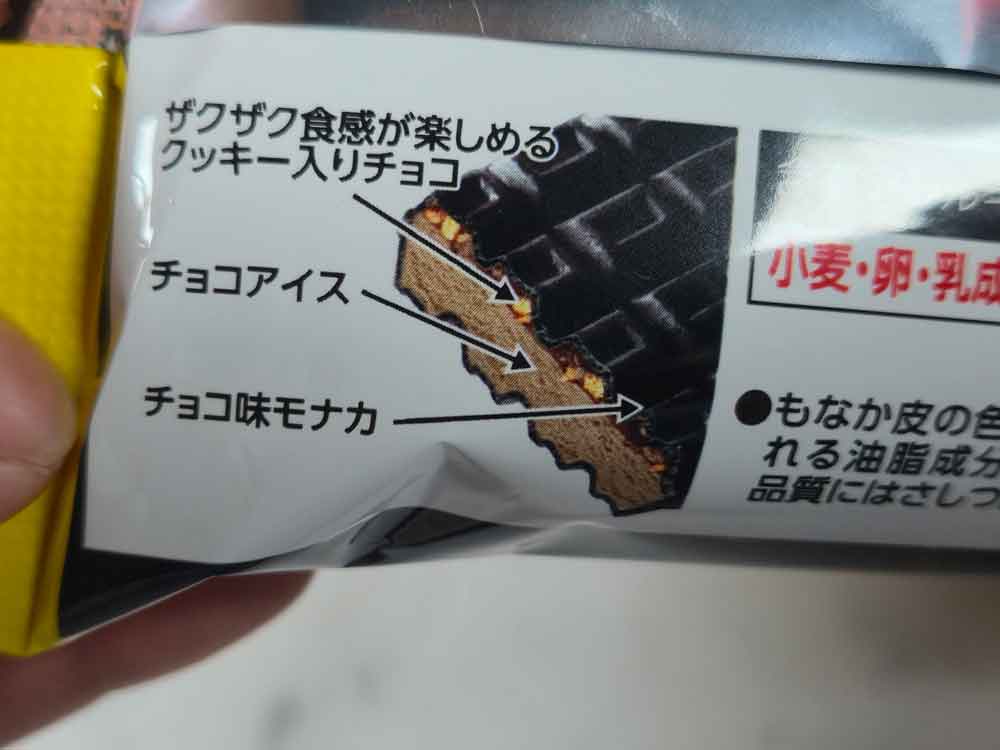 ザクザク食感が楽しめる
クッキー入りチョコ
チョコアイス
チョコ味モナカ
小麦・卵・乳成
●もなか皮の色
れる油脂成分
品質にはさしつ